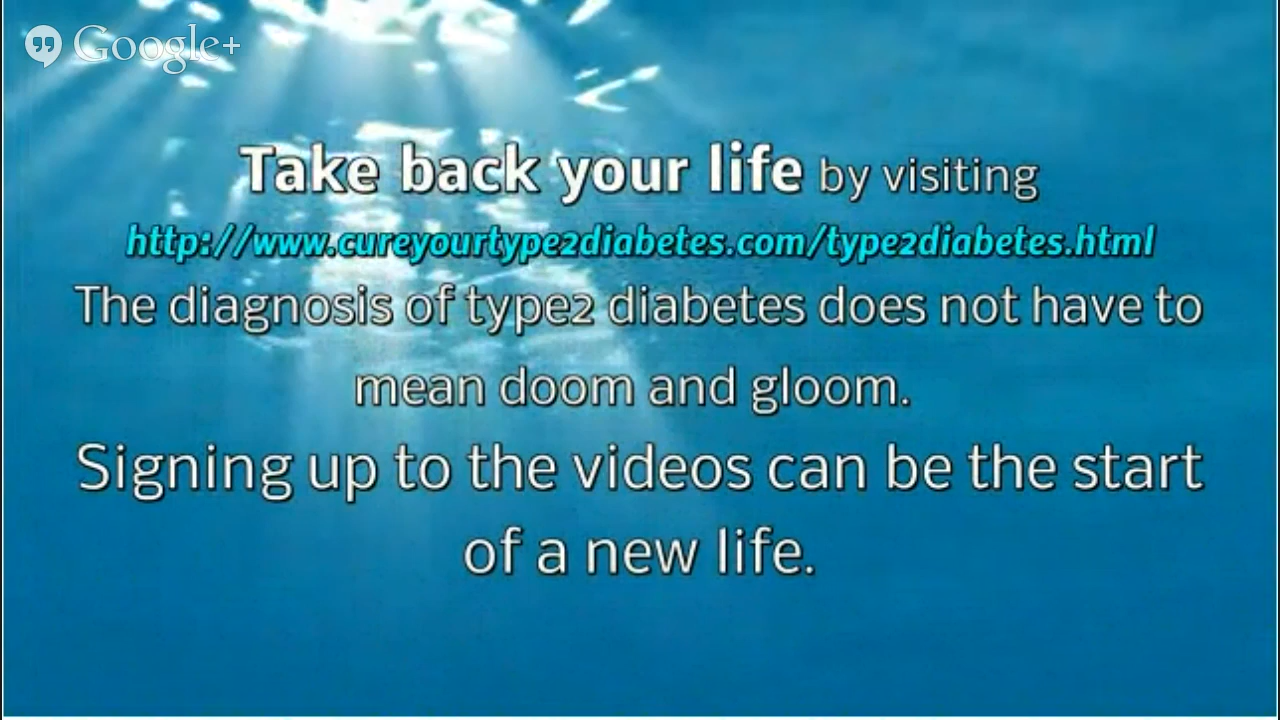 Google+
Take back your life by visiting
http://www.cureyourtype2diabetes.com/type2diabetes.html
The diagnosis of type2 diabetes does not have to
mean doom and gloom.
Signing up to the videos can be the start
of a new life.